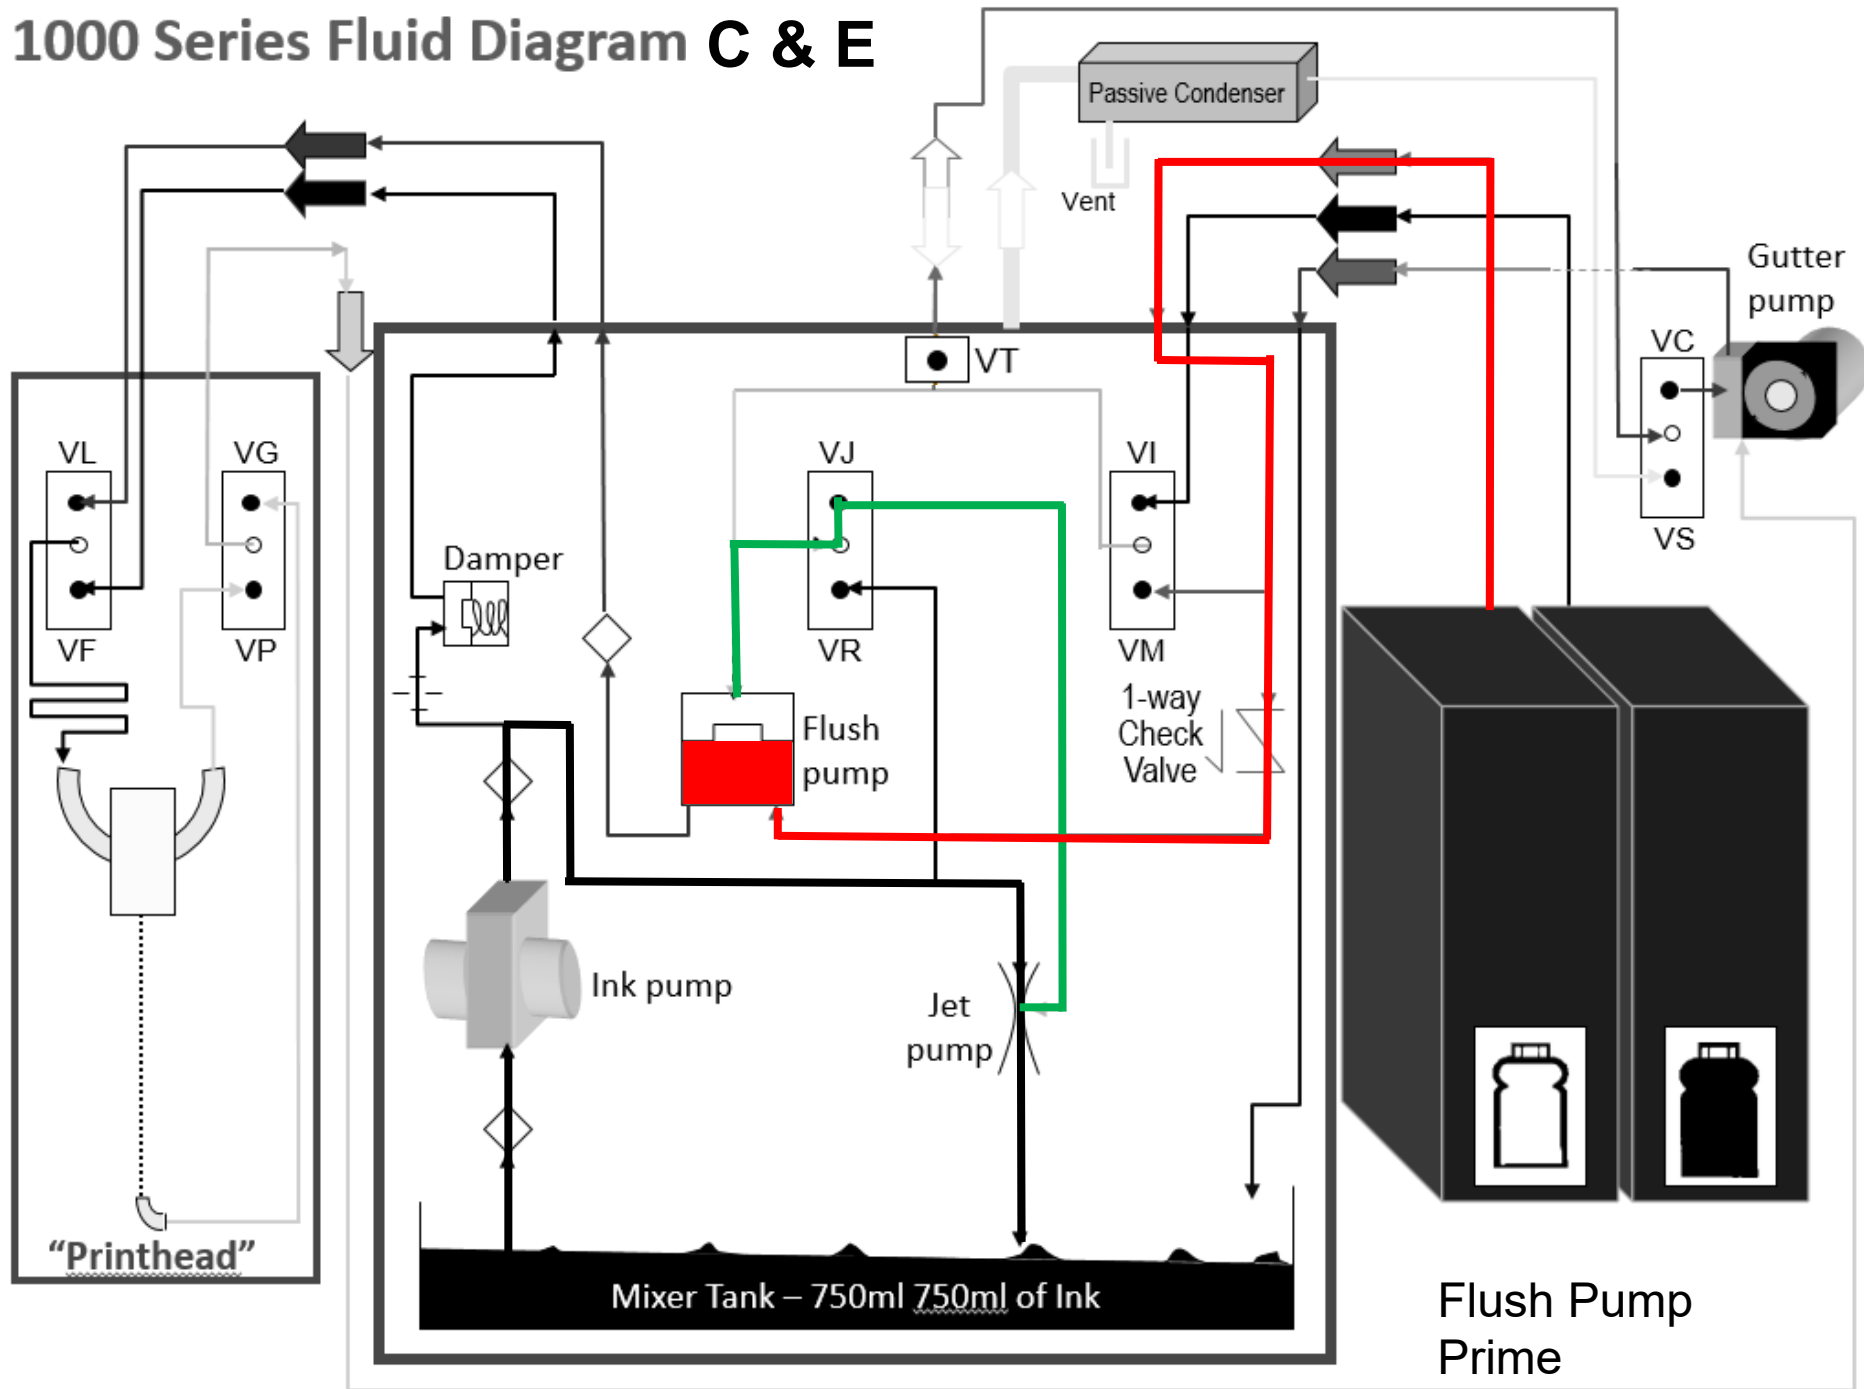 1000 Series Fluid Diagram C & E
Passive Condenser
Vent
Gutter
pump
VT
VC
VS
VL
VG
VJ
VI
VF
VP
VR
VM
Damper
1-way
Check
Valve
Flush
pump
Ink pump
Jet
pump
"Printhead"
Mixer Tank – 750ml 750ml of Ink
Flush Pump
Prime